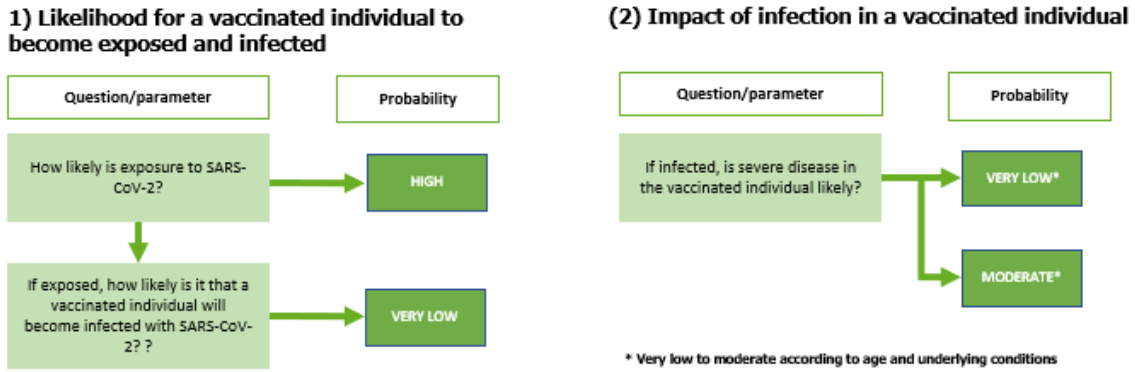 1) Likelihood for a vaccinated individual to
become exposed and infected
Question/parameter
Probability
How likely is exposure to SARS-
CoV-2?
HIGH
If exposed, how likely is it that a
vaccinated individual will
become infected with SARS-CoV-
2? ?
VERY LOW
(2) Impact of infection in a vaccinated individual
Question/parameter
Probability
If infected, is severe disease in
the vaccinated individual likely?
VERY LOW*
MODERATE*
* Very low to moderate according to age and underlying conditions